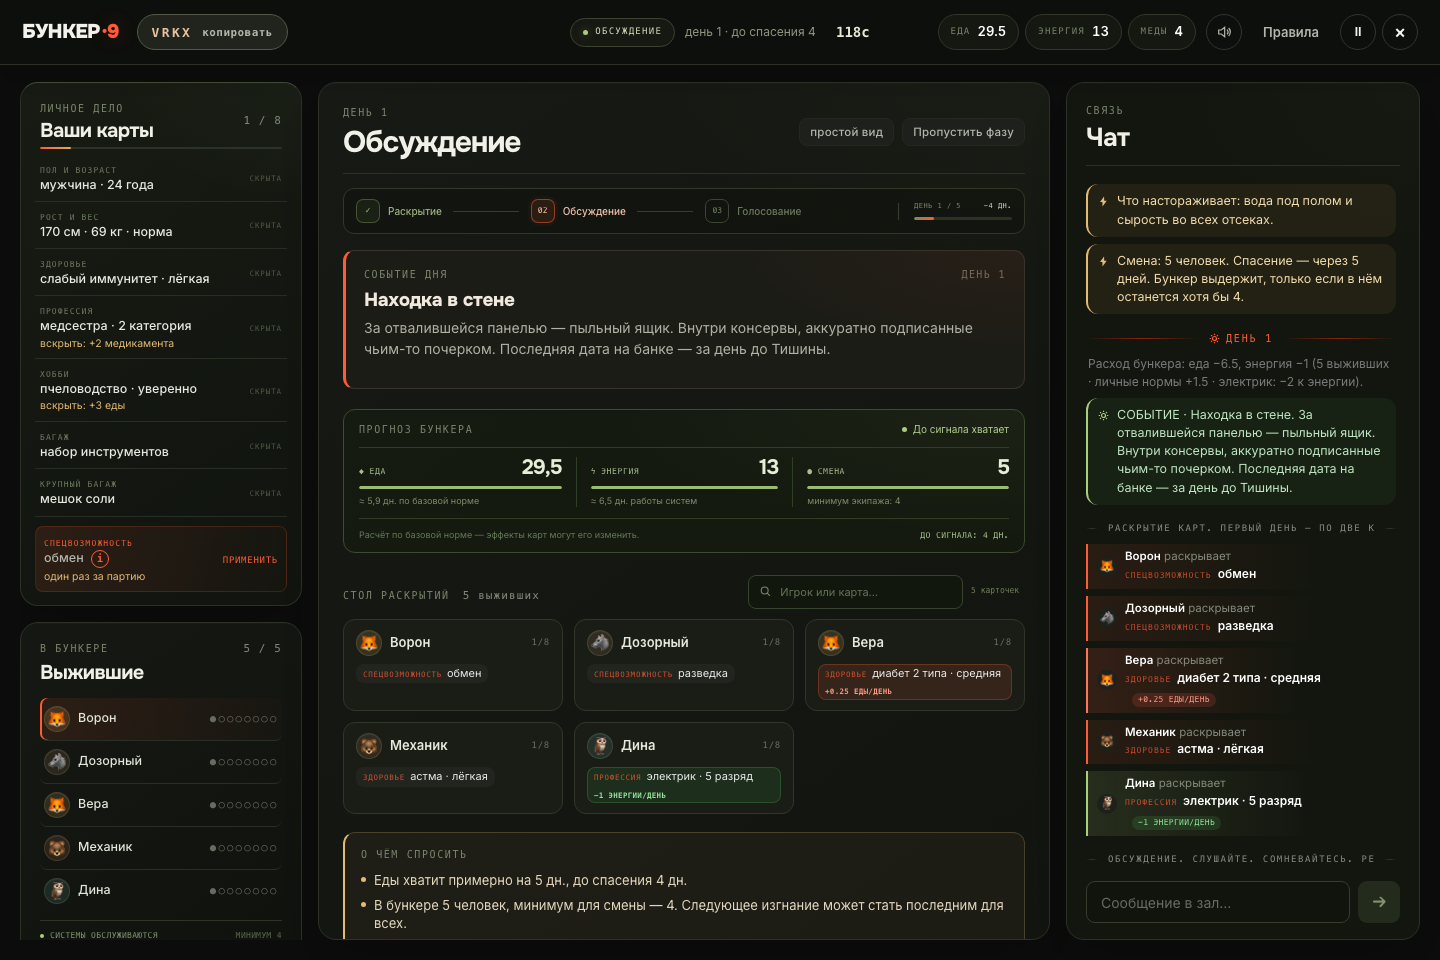 БУНКЕР·9
VRKX копировать
ОБСУЖДЕНИЕ
день 1 · до спасения 4
118с
ЕДА 29.5
ЭНЕРГИЯ 13
МЕДЫ 4
Правила
ЛИЧНОЕ ДЕЛО
Ваши карты
1 / 8
ПОЛ И ВОЗРАСТ
мужчина · 24 года
СКРЫТА
РОСТ И ВЕС
170 см · 69 кг · норма
СКРЫТА
ЗДОРОВЬЕ
слабый иммунитет · лёгкая
СКРЫТА
ПРОФЕССИЯ
медсестра · 2 категория
вскрыть: +2 медикамента
СКРЫТА
ХОББИ
пчеловодство · уверенно
вскрыть: +3 еды
СКРЫТА
БАГАЖ
набор инструментов
СКРЫТА
КРУПНЫЙ БАГАЖ
мешок соли
СКРЫТА
СПЕЦВОЗМОЖНОСТЬ
обмен i
один раз за партию
ПРИМЕНИТЬ
В БУНКЕРЕ
Выжившие
5 / 5
Ворон
Дозорный
Вера
Механик
Дина
СИСТЕМЫ ОБСЛУЖИВАЮТСЯ
МИНИМУМ 4
ДЕНЬ 1
Обсуждение
простой вид
Пропустить фазу
✓ Раскрытие
02 Обсуждение
03 Голосование
ДЕНЬ 1 / 5
~4 ДН.
СОБЫТИЕ ДНЯ
ДЕНЬ 1
Находка в стене
За отвалившейся панелью — пыльный ящик. Внутри консервы, аккуратно подписанные
чьим-то почерком. Последняя дата на банке — за день до Тишины.
ПРОГНОЗ БУНКЕРА
До сигнала хватает
ЕДА 29,5
≈ 5,9 дн. по базовой норме
ЭНЕРГИЯ 13
≈ 6,5 дн. работы систем
СМЕНА 5
минимум экипажа: 4
Расчёт по базовой норме — эффекты карт могут его изменить.
ДО СИГНАЛА: 4 ДН.
СТОЛ РАСКРЫТИЙ 5 выживших
Игрок или карта...
5 карточек
Ворон 1/8
СПЕЦВОЗМОЖНОСТЬ обмен
Дозорный 1/8
СПЕЦВОЗМОЖНОСТЬ разведка
Вера 1/8
ЗДОРОВЬЕ диабет 2 типа · средняя
+0.25 ЕДЫ/ДЕНЬ
Механик 1/8
ЗДОРОВЬЕ астма · лёгкая
Дина 1/8
ПРОФЕССИЯ электрик · 5 разряд
−1 ЭНЕРГИИ/ДЕНЬ
О ЧЁМ СПРОСИТЬ
• Еды хватит примерно на 5 дн., до спасения 4 дн.
• В бункере 5 человек, минимум для смены — 4. Следующее изгнание может стать последним для
всех.
СВЯЗЬ
Чат
Что настораживает: вода под полом и
сырость во всех отсеках.
Смена: 5 человек. Спасение — через 5
дней. Бункер выдержит, только если в нём
останется хотя бы 4.
ДЕНЬ 1
Расход бункера: еда −6.5, энергия −1 (5 выживших
· личные нормы +1.5 · электрик: −2 к энергии).
СОБЫТИЕ · Находка в стене. За
отвалившейся панелью — пыльный ящик.
Внутри консервы, аккуратно подписанные
чьим-то почерком. Последняя дата на
банке — за день до Тишины.
РАСКРЫТИЕ КАРТ. ПЕРВЫЙ ДЕНЬ — ПО ДВЕ К
Ворон раскрывает
СПЕЦВОЗМОЖНОСТЬ обмен
Дозорный раскрывает
СПЕЦВОЗМОЖНОСТЬ разведка
Вера раскрывает
ЗДОРОВЬЕ диабет 2 типа · средняя
+0.25 ЕДЫ/ДЕНЬ
Механик раскрывает
ЗДОРОВЬЕ астма · лёгкая
Дина раскрывает
ПРОФЕССИЯ электрик · 5 разряд
−1 ЭНЕРГИИ/ДЕНЬ
ОБСУЖДЕНИЕ. СЛУШАЙТЕ. СОМНЕВАЙТЕСЬ. РЕ
Сообщение в зал...